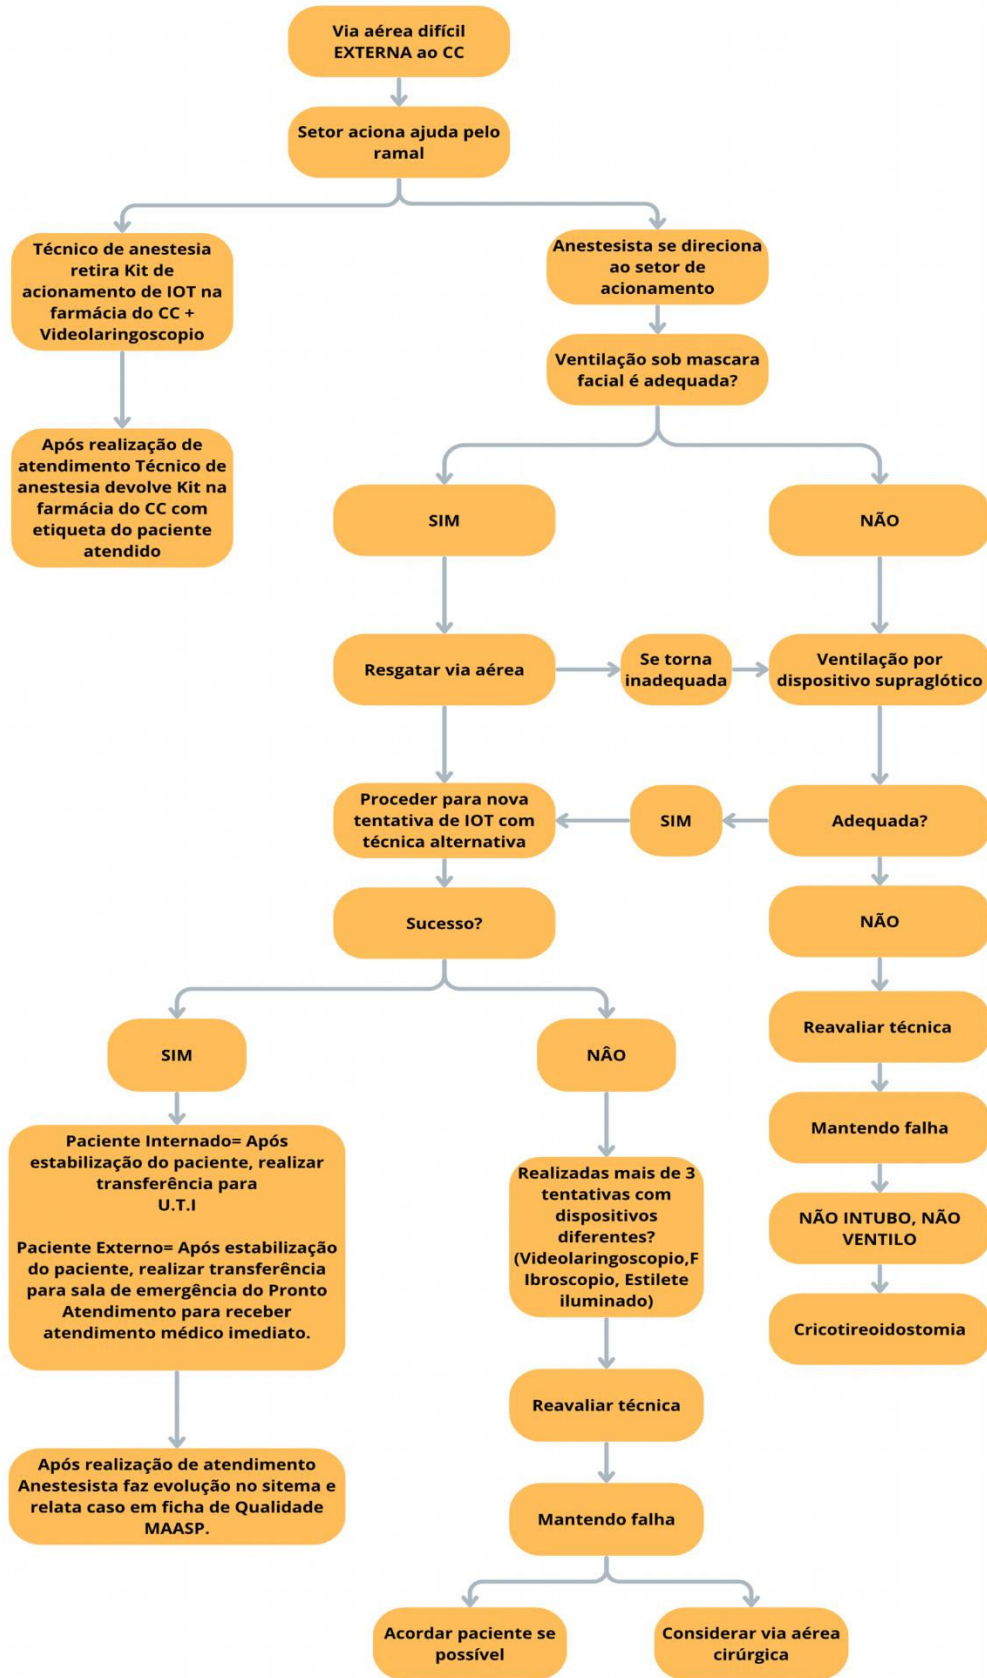 Via aérea difícil
EXTERNA ao CC
Setor aciona ajuda pelo
ramal
Técnico de anestesia
retira Kit de
acionamento de IOT na
farmácia do CC +
Videolaringoscopio
Anestesista se direciona
ao setor de
acionamento
Ventilação sob mascara
facial é adequada?
Após realização de
atendimento Técnico de
anestesia devolve Kit na
farmácia do CC com
etiqueta do paciente
atendido
SIM
NÃO
Resgatar via aérea
Se torna
inadequada
Ventilação por
dispositivo supraglótico
Proceder para nova
tentativa de IOT com
técnica alternativa
SIM
Adequada?
Sucesso?
NÃO
SIM
NÂO
Reavaliar técnica
Mantendo falha
NÃO INTUBO, NÃO
VENTILO
Cricotireoidostomia
Paciente Internado= Após
estabilização do paciente, realizar
transferência para
U.T.I
Paciente Externo= Após estabilização
do paciente, realizar transferência
para sala de emergência do Pronto
Atendimento para receber
atendimento médico imediato.
Realizadas mais de 3
tentativas com
dispositivos
diferentes?
(Videolaringoscopio,F
Ibroscopio, Estilete
iluminado)
Reavaliar técnica
Após realização de atendimento
Anestesista faz evolução no sitema e
relata caso em ficha de Qualidade
MAASP.
Mantendo falha
Acordar paciente se
possível
Considerar via aérea
cirúrgica